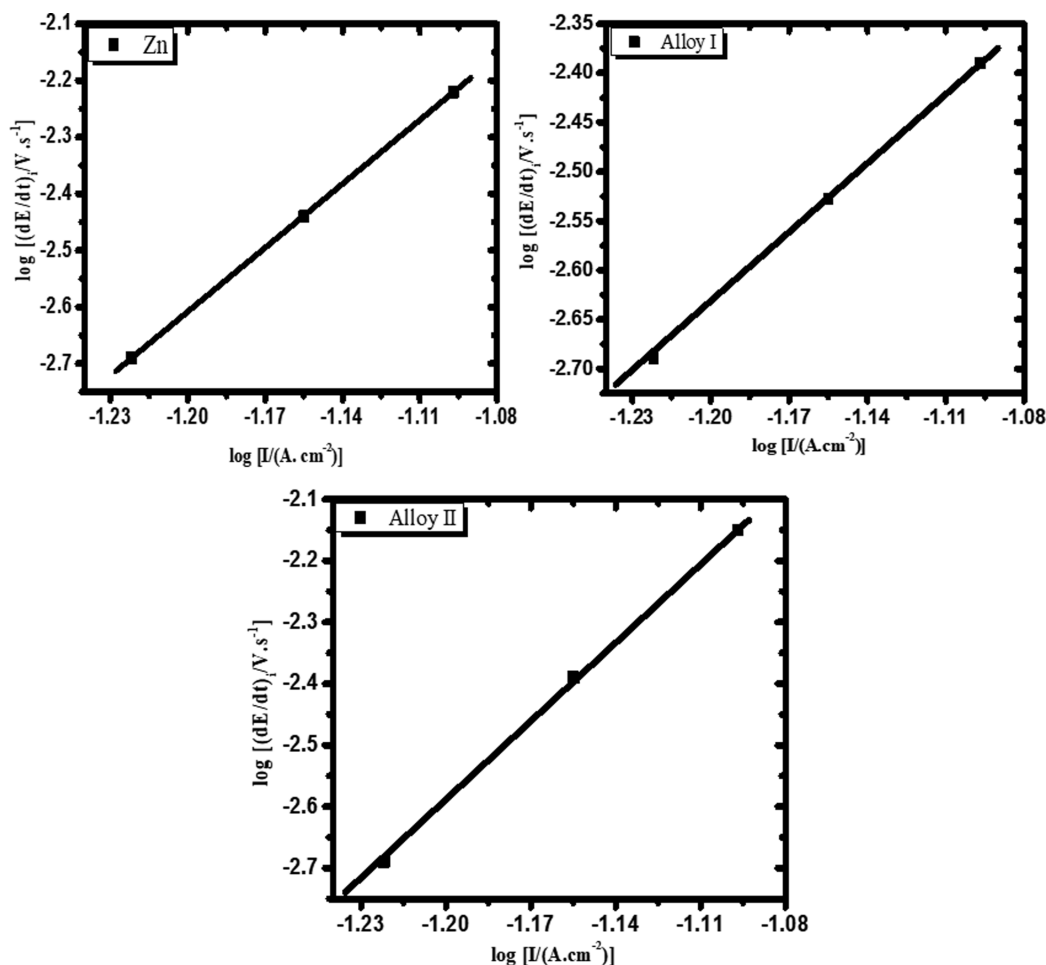 Zn
-2.1
-2.2
-2.3
-2.4
-2.5
-2.6
-2.7
log [(dE/dt)i/V.s-1]
-1.23 -1.20 -1.17 -1.14 -1.11 -1.08
log [I/(A. cm-2)]
Alloy I
-2.35
-2.40
-2.45
-2.50
-2.55
-2.60
-2.65
-2.70
log [(dE/dt)i/V.s-1]
-1.23 -1.20 -1.17 -1.14 -1.11 -1.08
log [I/(A.cm-2)]
Alloy II
-2.1
-2.2
-2.3
-2.4
-2.5
-2.6
-2.7
log [(dE/dt)i/V.s-1]
-1.23 -1.20 -1.17 -1.14 -1.11 -1.08
log [I/(A.cm-2)]